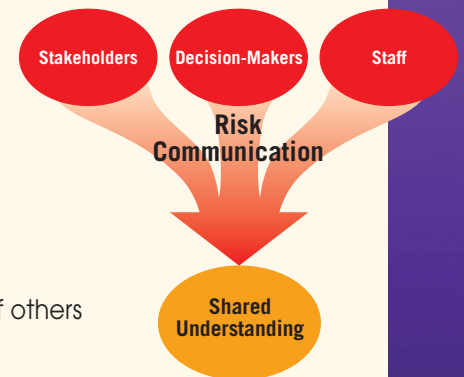 Stakeholders
Decision-Makers
Staff
Risk
Communication
f others
Shared
Understanding